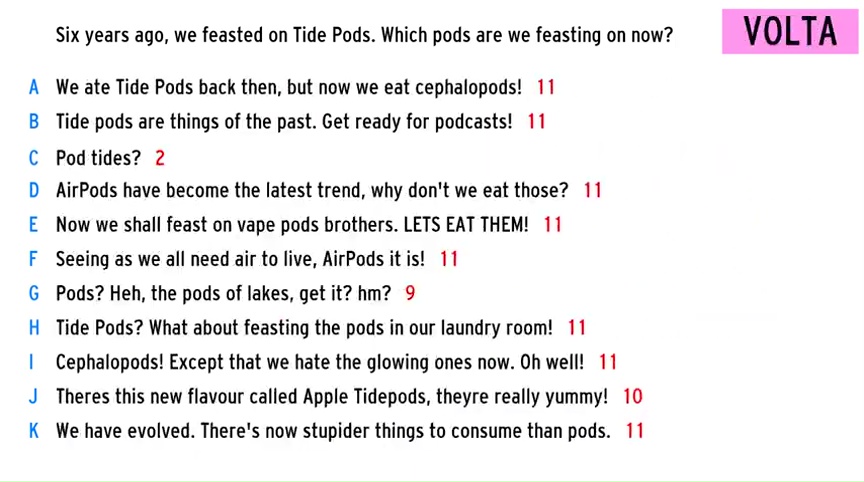 Six years ago, we feasted on Tide Pods. Which pods are we feasting on now?
VOLTA
A We ate Tide Pods back then, but now we eat cephalopods! 11
B Tide pods are things of the past. Get ready for podcasts! 11
C Pod tides? 2
D AirPods have become the latest trend, why don't we eat those? 11
E Now we shall feast on vape pods brothers. LETS EAT THEM! 11
F Seeing as we all need air to live, AirPods it is! 11
G Pods? Heh, the pods of lakes, get it? hm? 9
H Tide Pods? What about feasting the pods in our laundry room! 11
I Cephalopods! Except that we hate the glowing ones now. Oh well! 11
J Theres this new flavour called Apple Tidepods, theyre really yummy! 10
K We have evolved. There's now stupider things to consume than pods. 11